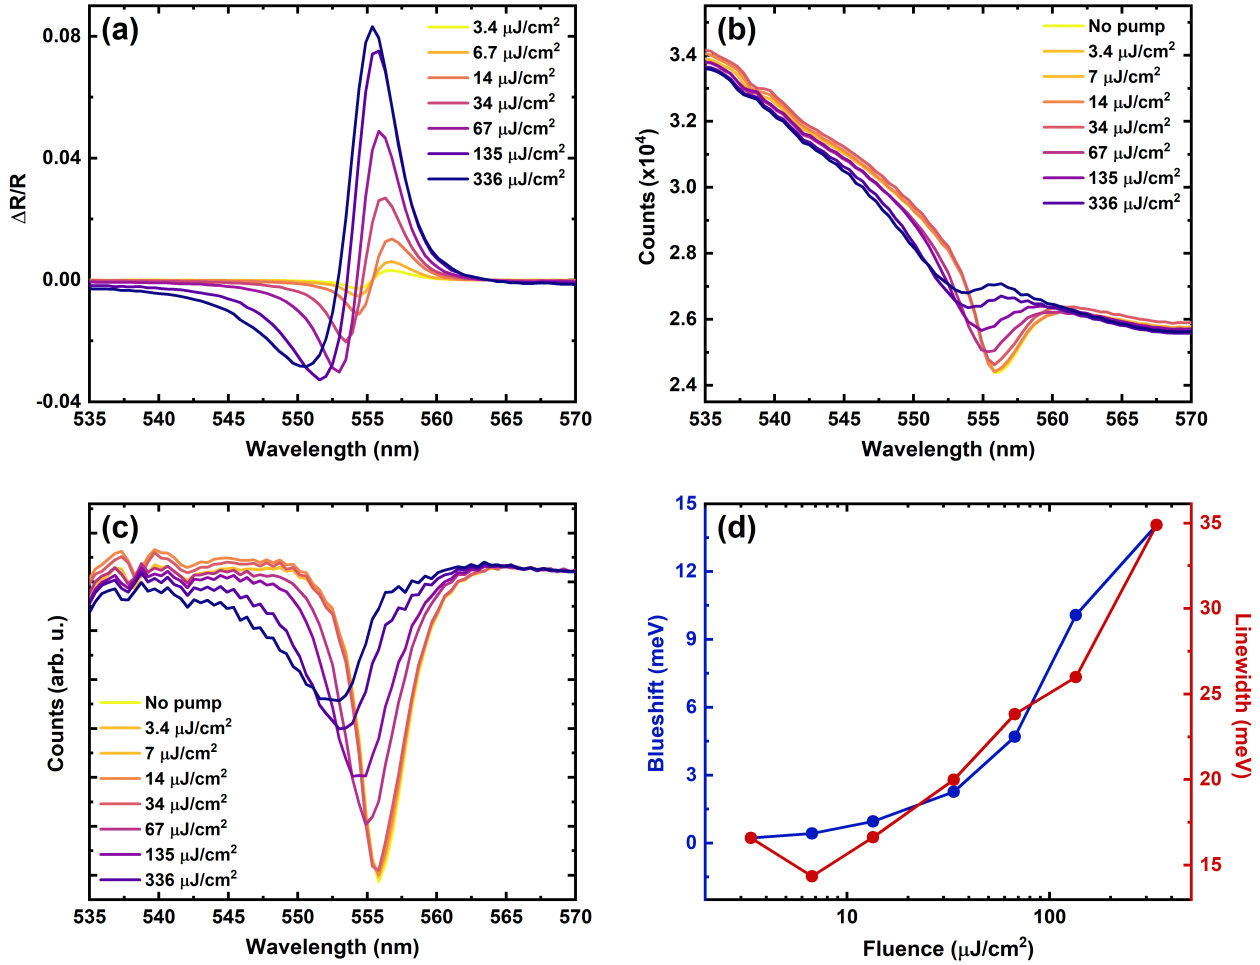 (a)
3.4 μJ/cm²
6.7 μJ/cm²
14 μJ/cm²
34 μJ/cm²
67 μJ/cm²
135 μJ/cm²
336 μJ/cm²
0.08
0.04
0.00
-0.04
ΔR/R
535 540 545 550 555 560 565 570
Wavelength (nm)
(b)
No pump
3.4 μJ/cm²
7 μJ/cm²
14 μJ/cm²
34 μJ/cm²
67 μJ/cm²
135 μJ/cm²
336 μJ/cm²
3.4
3.2
3.0
2.8
2.6
2.4
Counts (x10⁴)
535 540 545 550 555 560 565 570
Wavelength (nm)
(c)
Counts (arb. u.)
No pump
3.4 μJ/cm²
7 μJ/cm²
14 μJ/cm²
34 μJ/cm²
67 μJ/cm²
135 μJ/cm²
336 μJ/cm²
535 540 545 550 555 560 565 570
Wavelength (nm)
(d)
15
12
9
6
3
0
Blueshift (meV)
35
30
25
20
15
Linewidth (meV)
10 100
Fluence (μJ/cm²)